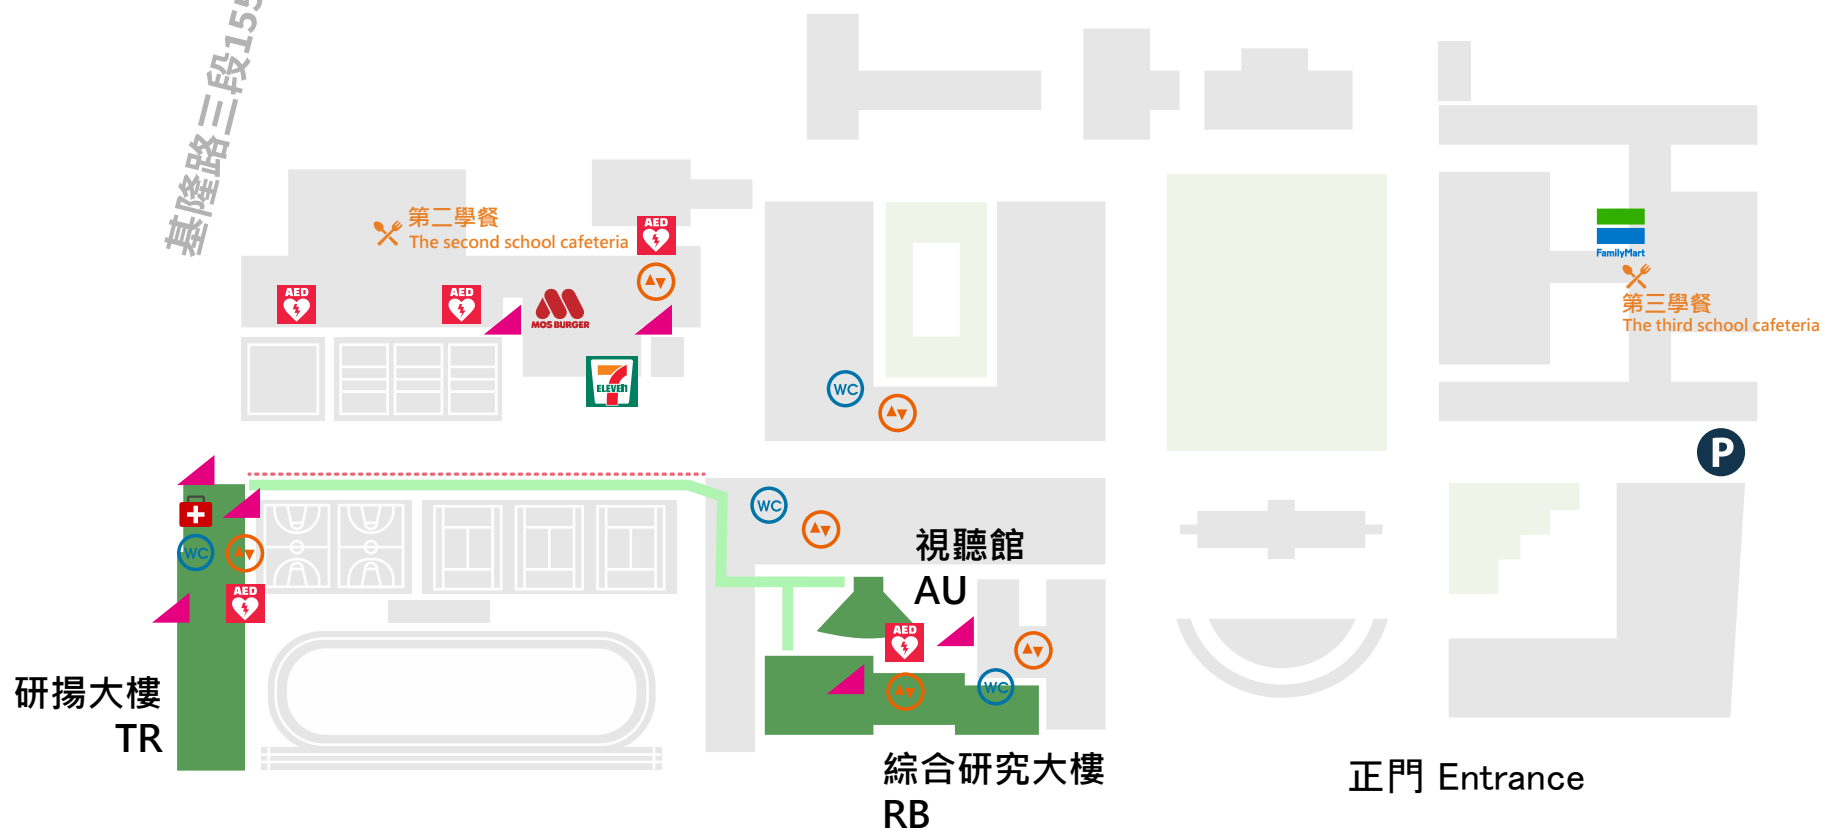 基隆路三段155
第二學餐
The second school cafeteria
AED
AED
AED
MOS BURGER
ELEVEn
FamilyMart
第三學餐
The third school cafeteria
WC
P
WC
WC
AED
視聽館
AU
AED
WC
研揚大樓
TR
綜合研究大樓
RB
正門 Entrance